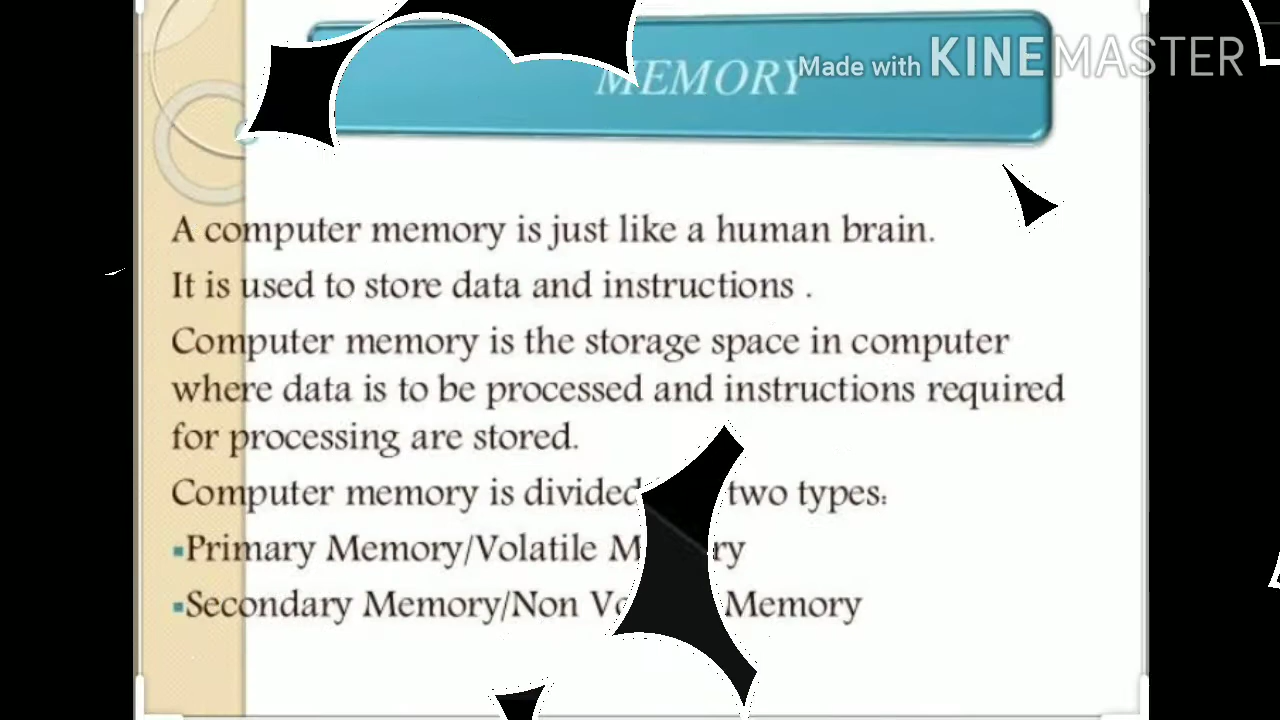 MEMORY
Made with KINEMASTER
A computer memory is just like a human brain.
It is used to store data and instructions .
Computer memory is the storage space in computer
where data is to be processed and instructions required
for processing are stored.
Computer memory is divided two types:
Primary Memory/Volatile
Secondary Memory/Non Memory